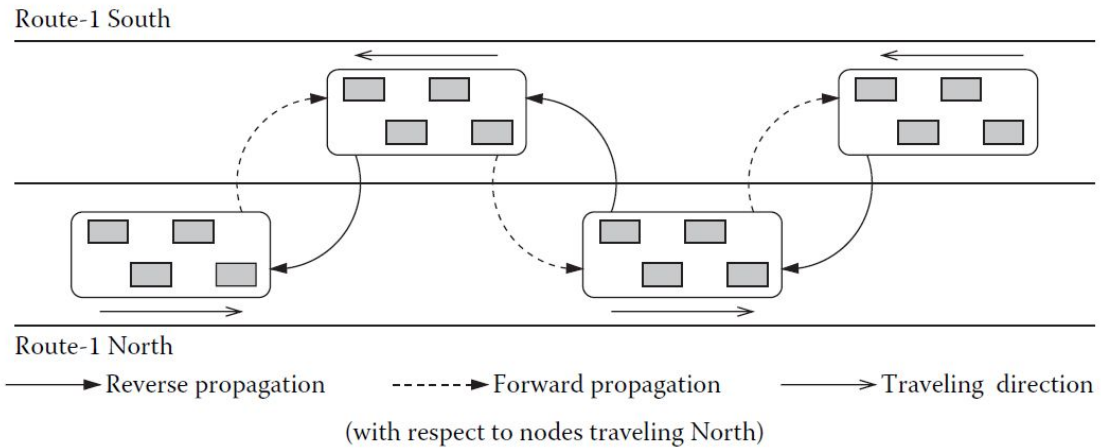 Route-1 South
Route-1 North
Reverse propagation Forward propagation Traveling direction
(with respect to nodes traveling North)